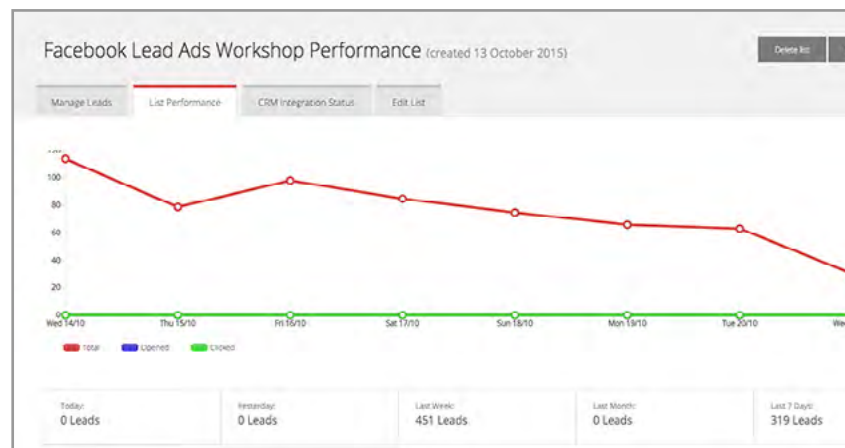 Facebook Lead Ads Workshop Performance (created 13 October 2015)
Delete list
Manage Leads
List Performance
CRM Integration Status
Edit List
100
80
60
40
20
0
Wed 14/10
Thu 15/10
Fri 16/10
Sat 17/10
Sun 18/10
Mon 19/10
Tue 20/10
Total
Opened
Clicked
Today:
0 Leads
Yesterday:
0 Leads
Last Week:
451 Leads
Last Month:
0 Leads
Last 7 Days:
319 Leads